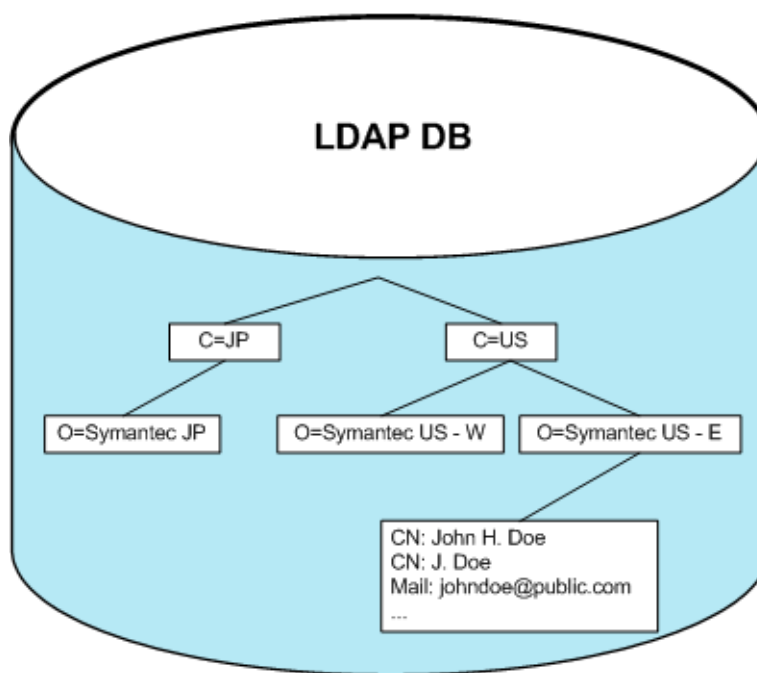 LDAP DB
C=JP
C=US
O=Symantec JP
O=Symantec US - W
O=Symantec US - E
CN: John H. Doe
CN: J. Doe
Mail: johndoe@public.com
...